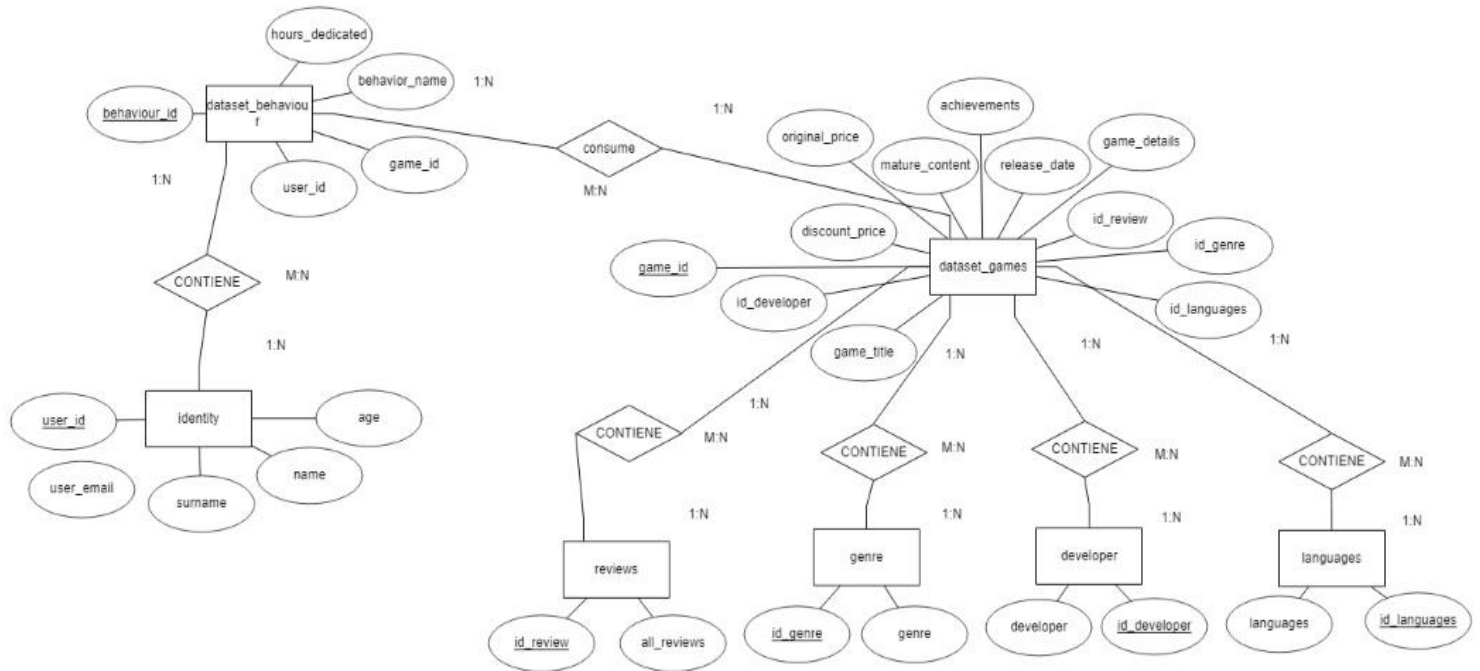 hours_dedicated
behavior_name
1:N
dataset_behaviou
r
behaviour_id
game_id
user_id
1:N
consume
M:N
1:N
achievements
original_price
game_details
mature_content
release_date
id_review
discount_price
id_genre
game_id
dataset_games
id_developer
id_languages
game_title
CONTIENE
M:N
1:N
identity
user_id
age
user_email
name
surname
1:N
1:N
1:N
1:N
CONTIENE
M:N
CONTIENE
M:N
CONTIENE
M:N
CONTIENE
M:N
1:N
1:N
1:N
1:N
reviews
genre
developer
languages
id_review
all_reviews
id_genre
genre
developer
id_developer
languages
id_languages